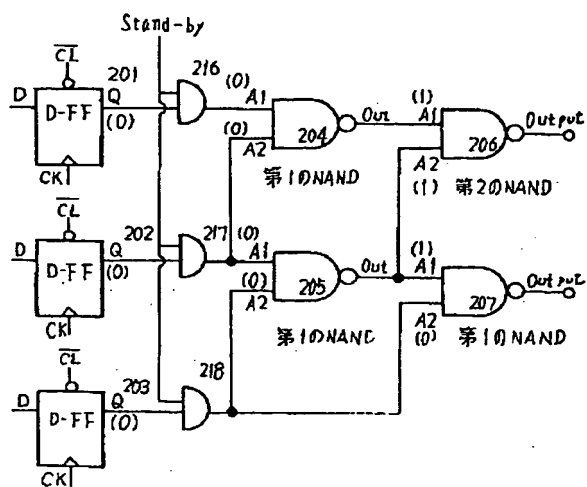 Stand-by
CL
D
201
Q
D-FF
(0)
CK
216
(0)
A1
(0)
A2
204
Out
第1のNAND
(1)
A1
A2
(1)
206
Output
第2のNAND
CL
D
202
Q
D-FF
(0)
CK
217
(0)
A1
(0)
A2
205
Out
第1のNAND
(1)
A1
A2
(0)
207
Output
第1のNAND
CL
D
203
Q
D-FF
(0)
CK
218